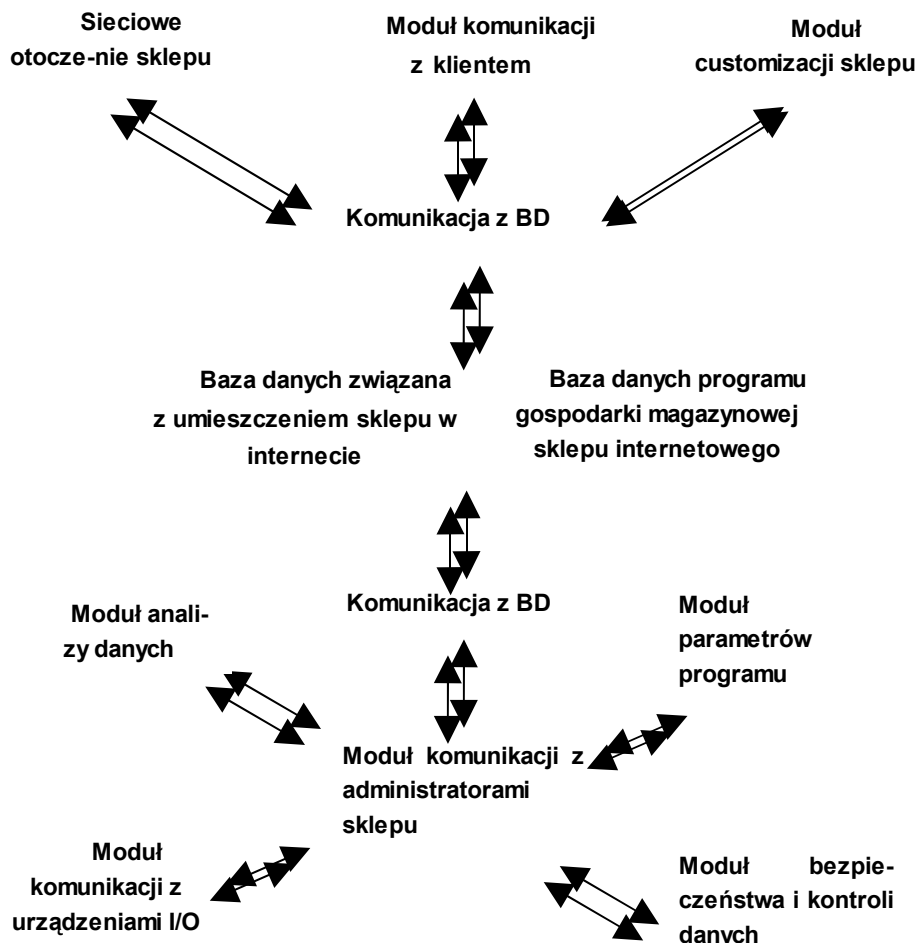 Sieciowe
otocze-nie sklepu
Moduł komunikacji
z klientem
Moduł
customizacji sklepu
Komunikacja z BD
Baza danych związana
z umieszczeniem sklepu w
internecie
Baza danych programu
gospodarki magazynowej
sklepu internetowego
Komunikacja z BD
Moduł anali-
zy danych
Moduł
parametrów
programu
Moduł komunikacji z
administratorami
sklepu
Moduł
komunikacji z
urządzeniami I/O
Moduł bezpie-
czeństwa i kontroli
danych